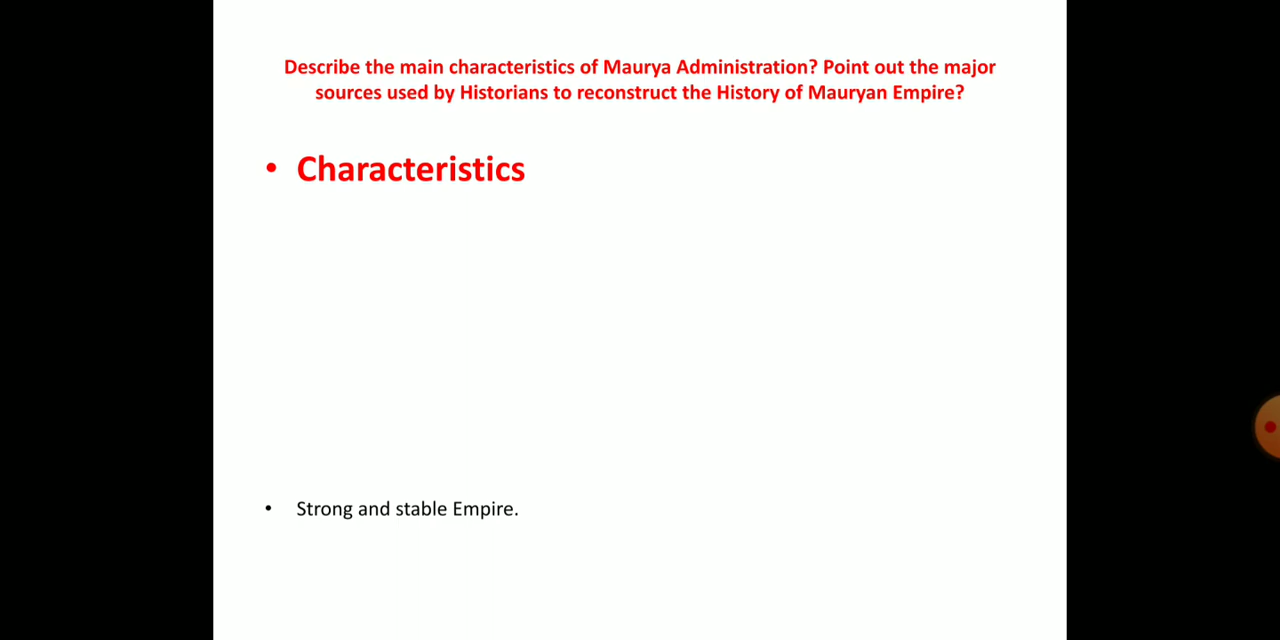 Describe the main characteristics of Maurya Administration? Point out the major
sources used by Historians to reconstruct the History of Mauryan Empire?
• Characteristics
• Strong and stable Empire.